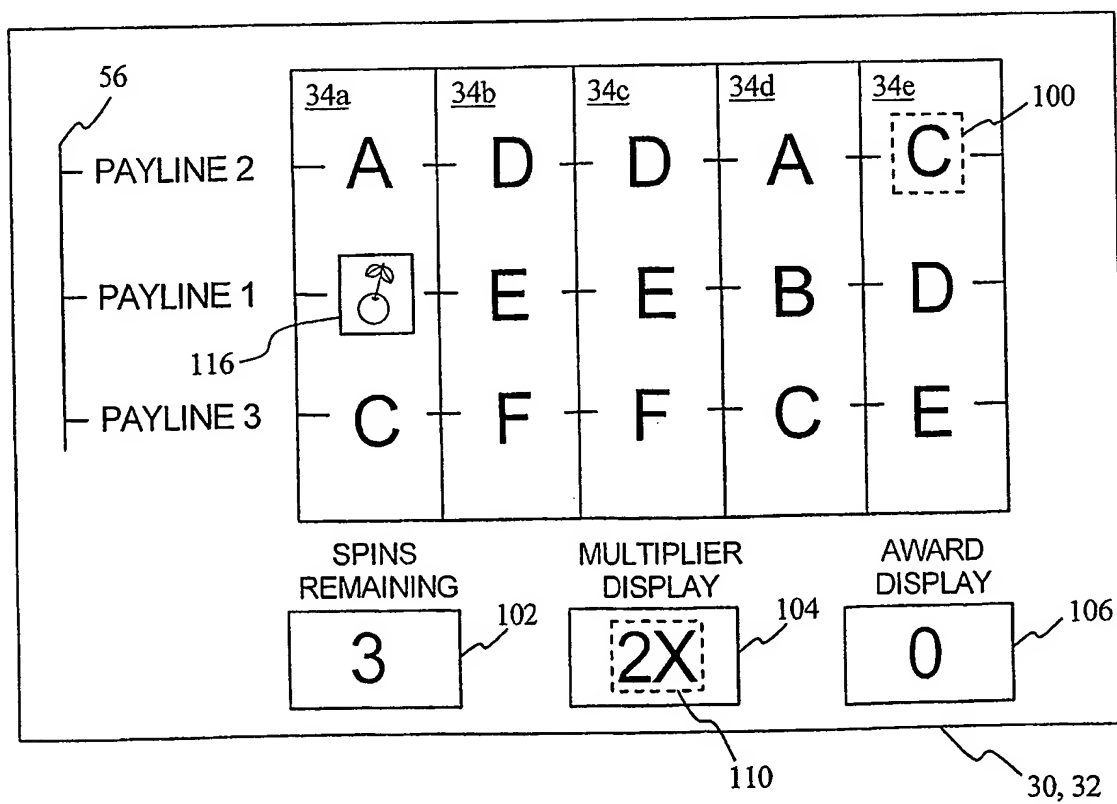 56
34a 34b 34c 34d 34e
100
PAYLINE 2 A D D A C
PAYLINE 1 E E B D
116
PAYLINE 3 C F F C E
SPINS REMAINING
MULTIPLIER DISPLAY
AWARD DISPLAY
3 102
2X 104
0 106
110
30, 32